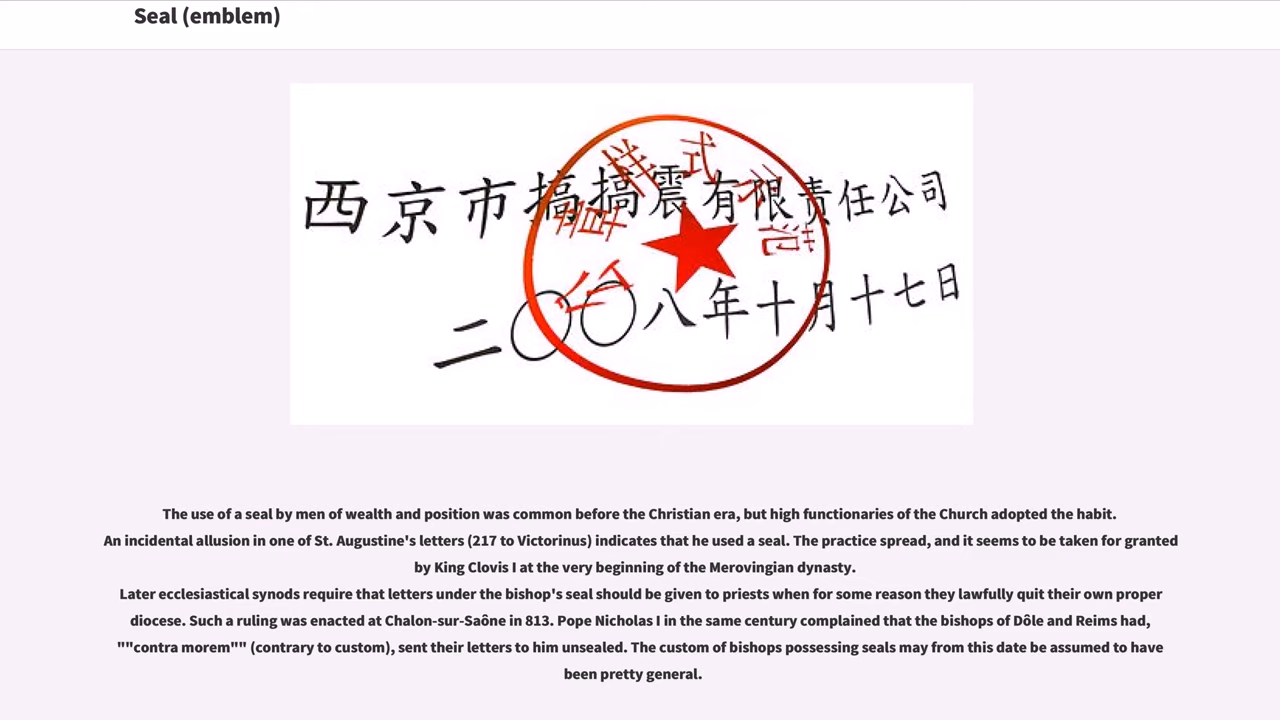 Seal (emblem)
西京市搞搞震有限责任公司
二〇〇八年十月十七日
公章样式示范
The use of a seal by men of wealth and position was common before the Christian era, but high functionaries of the Church adopted the habit.
An incidental allusion in one of St. Augustine's letters (217 to Victorinus) indicates that he used a seal. The practice spread, and it seems to be taken for granted
by King Clovis I at the very beginning of the Merovingian dynasty.
Later ecclesiastical synods require that letters under the bishop's seal should be given to priests when for some reason they lawfully quit their own proper
diocese. Such a ruling was enacted at Chalon-sur-Saône in 813. Pope Nicholas I in the same century complained that the bishops of Dôle and Reims had,
""contra morem"" (contrary to custom), sent their letters to him unsealed. The custom of bishops possessing seals may from this date be assumed to have
been pretty general.